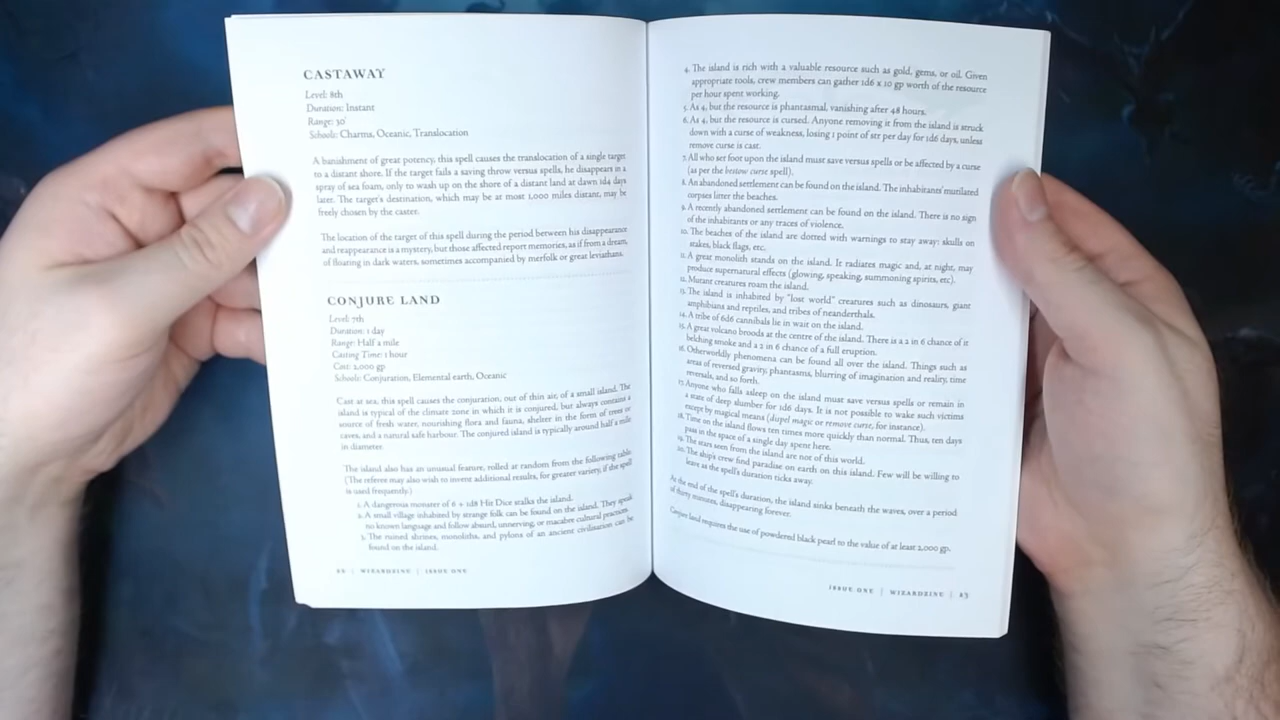 CASTAWAY
Level: 8th
Duration: Instant
Range: 30'
Schools: Charms, Oceanic, Translocation
A banishment of great potency, this spell causes the translocation of a single target
to a distant shore. If the target fails a saving throw versus spells, he disappears in a
spray of sea foam, only to wash up on the shore of a distant land at dawn 1d4 days
later. The target's destination, which may be at most 1,000 miles distant, may be
freely chosen by the caster.
The location of the target of this spell during the period between his disappearance
and reappearance is a mystery, but those affected report memories, as if from a dream,
of floating in dark waters, sometimes accompanied by merfolk or great leviathans.
CONJURE LAND
Level: 7th
Duration: 1 day
Range: Half a mile
Casting Time: 1 hour
Cost: 2,000 gp
Schools: Conjuration, Elemental earth, Oceanic
Cast at sea, this spell causes the conjuration, out of thin air, of a small island. The
island is typical of the climate zone in which it is conjured, but always contains a
source of fresh water, nourishing flora and fauna, shelter in the form of trees or
caves, and a natural safe harbour. The conjured island is typically around half a mile
in diameter.
The island also has an unusual feature, rolled at random from the following table.
(The referee may also wish to invent additional results, for greater variety, if the spell
is used frequently.)
1. A dangerous monster of 6 + 1d8 Hit Dice stalks the island.
2. A small village inhabited by strange folk can be found on the island. They speak
no known language and follow absurd, unnerving, or macabre cultural practices.
3. The ruined shrines, monoliths, and pylons of an ancient civilisation can be
found on the island.
22 | WIZARDZINE | ISSUE ONE
4. The island is rich with a valuable resource such as gold, gems, or oil. Given
appropriate tools, crew members can gather 1d6 x 10 gp worth of the resource
per hour spent working.
5. As 4, but the resource is phantasmal, vanishing after 48 hours.
6. As 4, but the resource is cursed. Anyone removing it from the island is struck
down with a curse of weakness, losing 1 point of str per day for 1d6 days, unless
remove curse is cast.
7. All who set foot upon the island must save versus spells or be affected by a curse
(as per the bestow curse spell).
8. An abandoned settlement can be found on the island. The inhabitants' mutilated
corpses litter the beaches.
9. A recently abandoned settlement can be found on the island. There is no sign
of the inhabitants or any traces of violence.
10. The beaches of the island are dotted with warnings to stay away: skulls on
stakes, black flags, etc.
11. A great monolith stands on the island. It radiates magic and, at night, may
produce supernatural effects (glowing, speaking, summoning spirits, etc).
12. Mutant creatures roam the island.
13. The island is inhabited by "lost world" creatures such as dinosaurs, giant
amphibians and reptiles, and tribes of neanderthals.
14. A tribe of 6d6 cannibals lie in wait on the island.
15. A great volcano broods at the centre of the island. There is a 2 in 6 chance of it
belching smoke and a 2 in 6 chance of a full eruption.
16. Otherworldly phenomena can be found all over the island. Things such as
areas of reversed gravity, phantasms, blurring of imagination and reality, time
reversals, and so forth.
17. Anyone who falls asleep on the island must save versus spells or remain in
a state of deep slumber for 1d6 days. It is not possible to wake such victims
except by magical means (dispel magic or remove curse, for instance).
18. Time on the island flows ten times more quickly than normal. Thus, ten days
pass in the space of a single day spent here.
19. The stars seen from the island are not of this world.
20. The ship's crew find paradise on earth on this island. Few will be willing to
leave as the spell's duration ticks away.
At the end of the spell's duration, the island sinks beneath the waves, over a period
of thirty minutes, disappearing forever.
Conjure land requires the use of powdered black pearl to the value of at least 2,000 gp.
ISSUE ONE | WIZARDZINE | 23